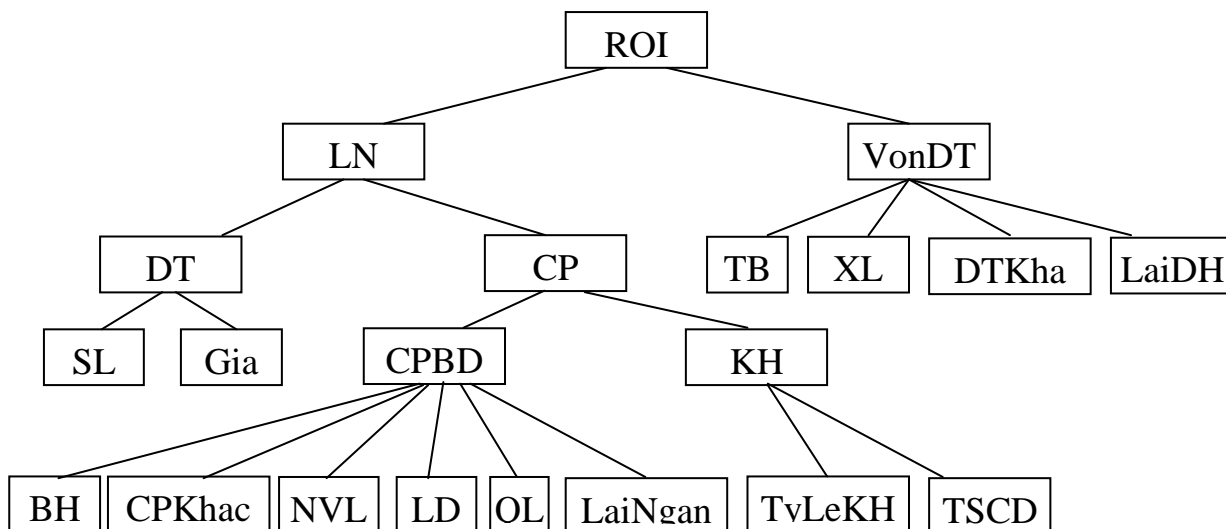 ROI
LN VonDT
DT CP TB XL DTKha LaiDH
SL Gia CPBD KH
BH CPKhac NVL LD QL LaiNgan TyLeKH TSCD